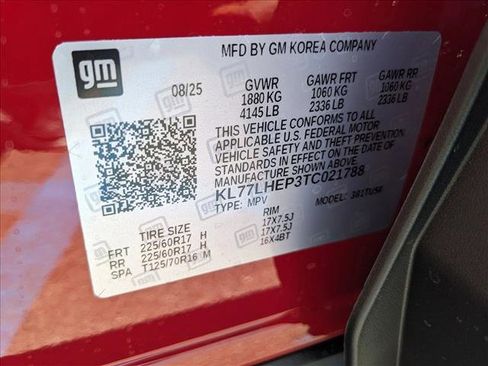 gm
MFD BY GM KOREA COMPANY
08/25 GVWR GAWR FRT GAWR RR
1880 KG 1060 KG 1060 KG
4145 LB 2336 LB 2336 LB
THIS VEHICLE CONFORMS TO ALL
APPLICABLE U.S. FEDERAL MOTOR
VEHICLE SAFETY AND THEFT PREVENTION
STANDARDS IN EFFECT ON THE DATE OF
MANUFACTURE SHOWN ABOVE.
KL77LHEP3TC021788
TYPE: MPV MODEL: 381TUS6
TIRE SIZE RIM
FRT 225/60R17 H 17X7.5J
RR 225/60R17 H 17X7.5J
SPA T125/70R16 M 16X4BT